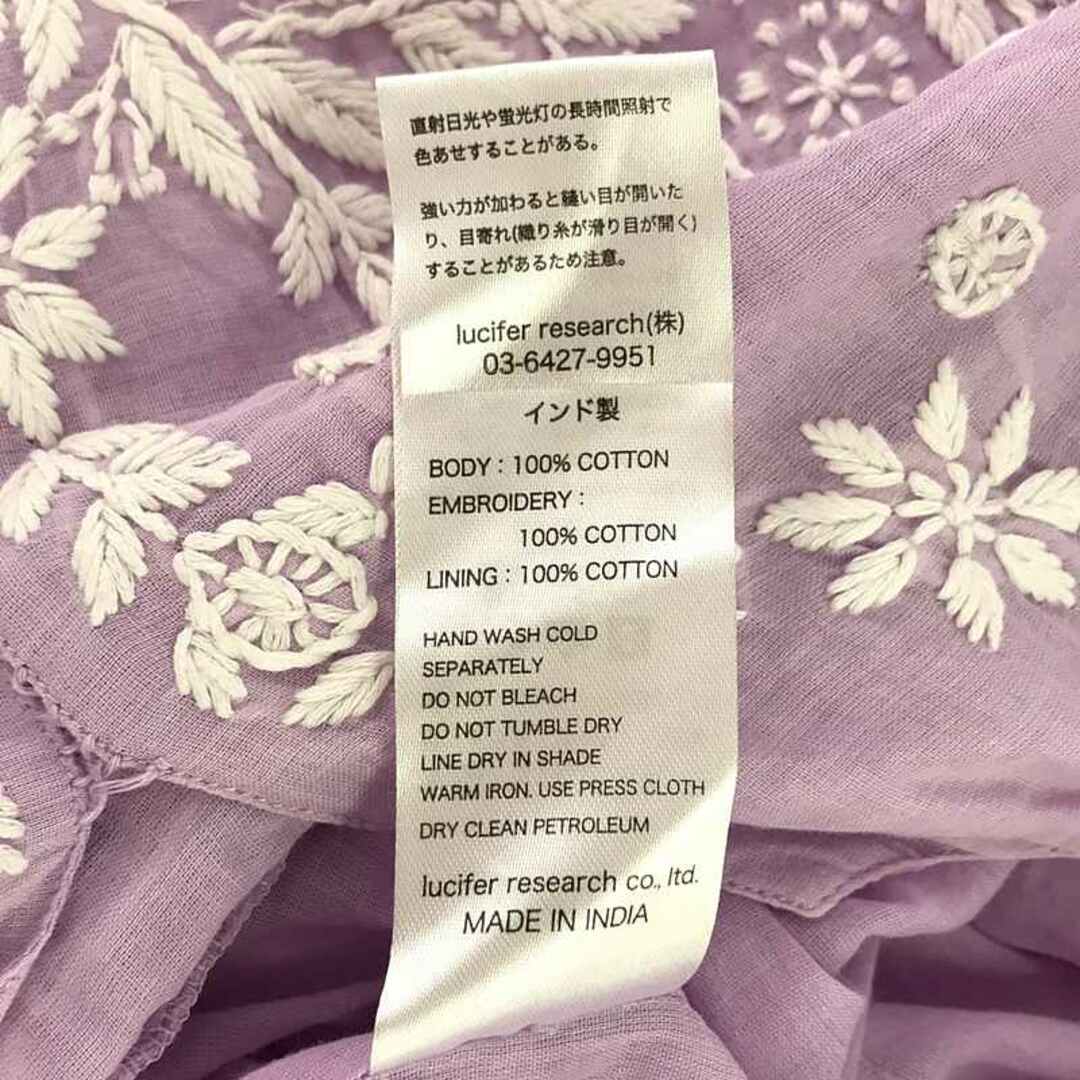 直射日光や蛍光灯の長時間照射で
色あせすることがある。
強い力が加わると縫い目が開いた
り、目寄れ(織り糸が滑り目が開く)
することがあるため注意。
lucifer research(株)
03-6427-9951
インド製
BODY : 100% COTTON
EMBROIDERY :
100% COTTON
LINING : 100% COTTON
HAND WASH COLD
SEPARATELY
DO NOT BLEACH
DO NOT TUMBLE DRY
LINE DRY IN SHADE
WARM IRON. USE PRESS CLOTH
DRY CLEAN PETROLEUM
lucifer research co., ltd.
MADE IN INDIA